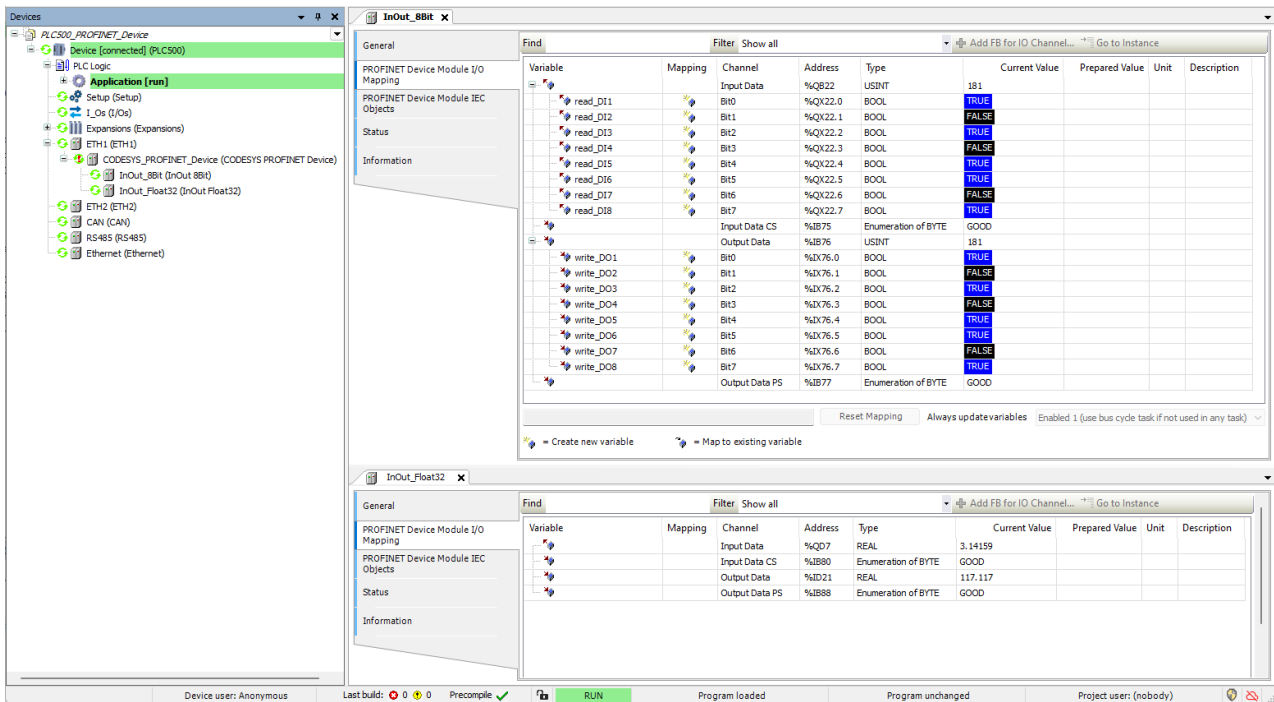 Devices
PLC500_PROFINET_Device
Device [connected] (PLC500)
PLC Logic
Application [run]
Setup (Setup)
I_Os (I/Os)
Expansions (Expansions)
ETH1 (ETH1)
CODESYS_PROFINET_Device (CODESYS PROFINET Device)
InOut_8Bit (InOut 8Bit)
InOut_Float32 (InOut Float32)
ETH2 (ETH2)
CAN (CAN)
RS485 (RS485)
Ethernet (Ethernet)
InOut_8Bit
General
PROFINET Device Module I/O
Mapping
PROFINET Device Module IEC
Objects
Status
Information
Find Filter Show all Add FB for IO Channel... Go to Instance
Variable Mapping Channel Address Type Current Value Prepared Value Unit Description
Input Data %QB22 USINT 181
read_DI1 Bit0 %QX22.0 BOOL TRUE
read_DI2 Bit1 %QX22.1 BOOL FALSE
read_DI3 Bit2 %QX22.2 BOOL TRUE
read_DI4 Bit3 %QX22.3 BOOL FALSE
read_DI5 Bit4 %QX22.4 BOOL TRUE
read_DI6 Bit5 %QX22.5 BOOL TRUE
read_DI7 Bit6 %QX22.6 BOOL FALSE
read_DI8 Bit7 %QX22.7 BOOL TRUE
Input Data CS %IB75 Enumeration of BYTE GOOD
Output Data %IB76 USINT 181
write_DO1 Bit0 %IX76.0 BOOL TRUE
write_DO2 Bit1 %IX76.1 BOOL FALSE
write_DO3 Bit2 %IX76.2 BOOL TRUE
write_DO4 Bit3 %IX76.3 BOOL FALSE
write_DO5 Bit4 %IX76.4 BOOL TRUE
write_DO6 Bit5 %IX76.5 BOOL TRUE
write_DO7 Bit6 %IX76.6 BOOL FALSE
write_DO8 Bit7 %IX76.7 BOOL TRUE
Output Data PS %IB77 Enumeration of BYTE GOOD
Reset Mapping Always update variables Enabled 1 (use bus cycle task if not used in any task)
= Create new variable = Map to existing variable
InOut_Float32
General
PROFINET Device Module I/O
Mapping
PROFINET Device Module IEC
Objects
Status
Information
Find Filter Show all Add FB for IO Channel... Go to Instance
Variable Mapping Channel Address Type Current Value Prepared Value Unit Description
Input Data %QD7 REAL 3.14159
Input Data CS %IB80 Enumeration of BYTE GOOD
Output Data %ID21 REAL 117.117
Output Data PS %IB88 Enumeration of BYTE GOOD
Device user: Anonymous Last build: 0 0 Precompile RUN Program loaded Program unchanged Project user: (nobody)